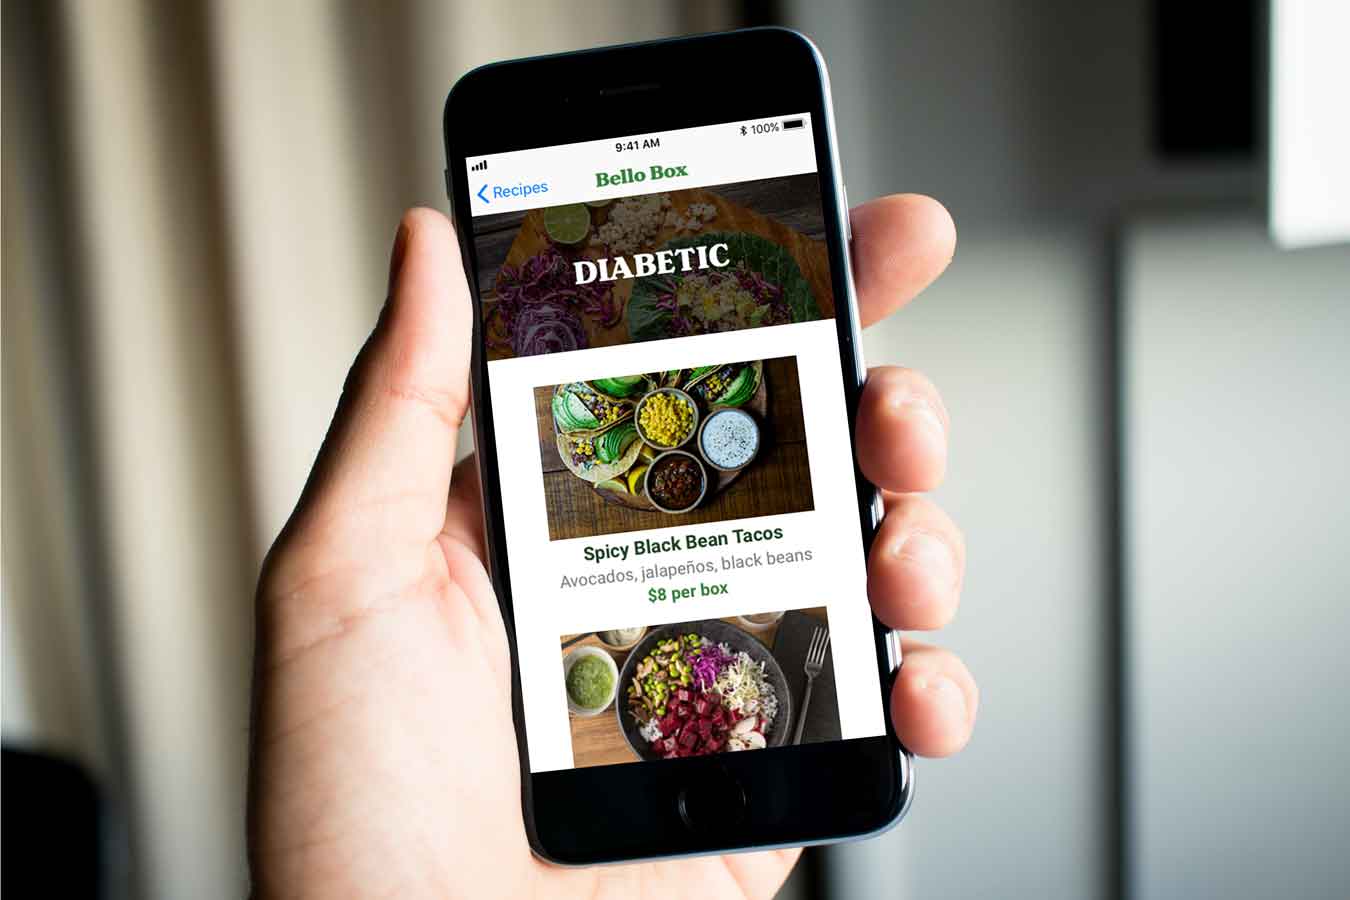 9:41 AM
100%
Recipes
Bello Box
DIABETIC
Spicy Black Bean Tacos
Avocados, jalapeños, black beans
$8 per box